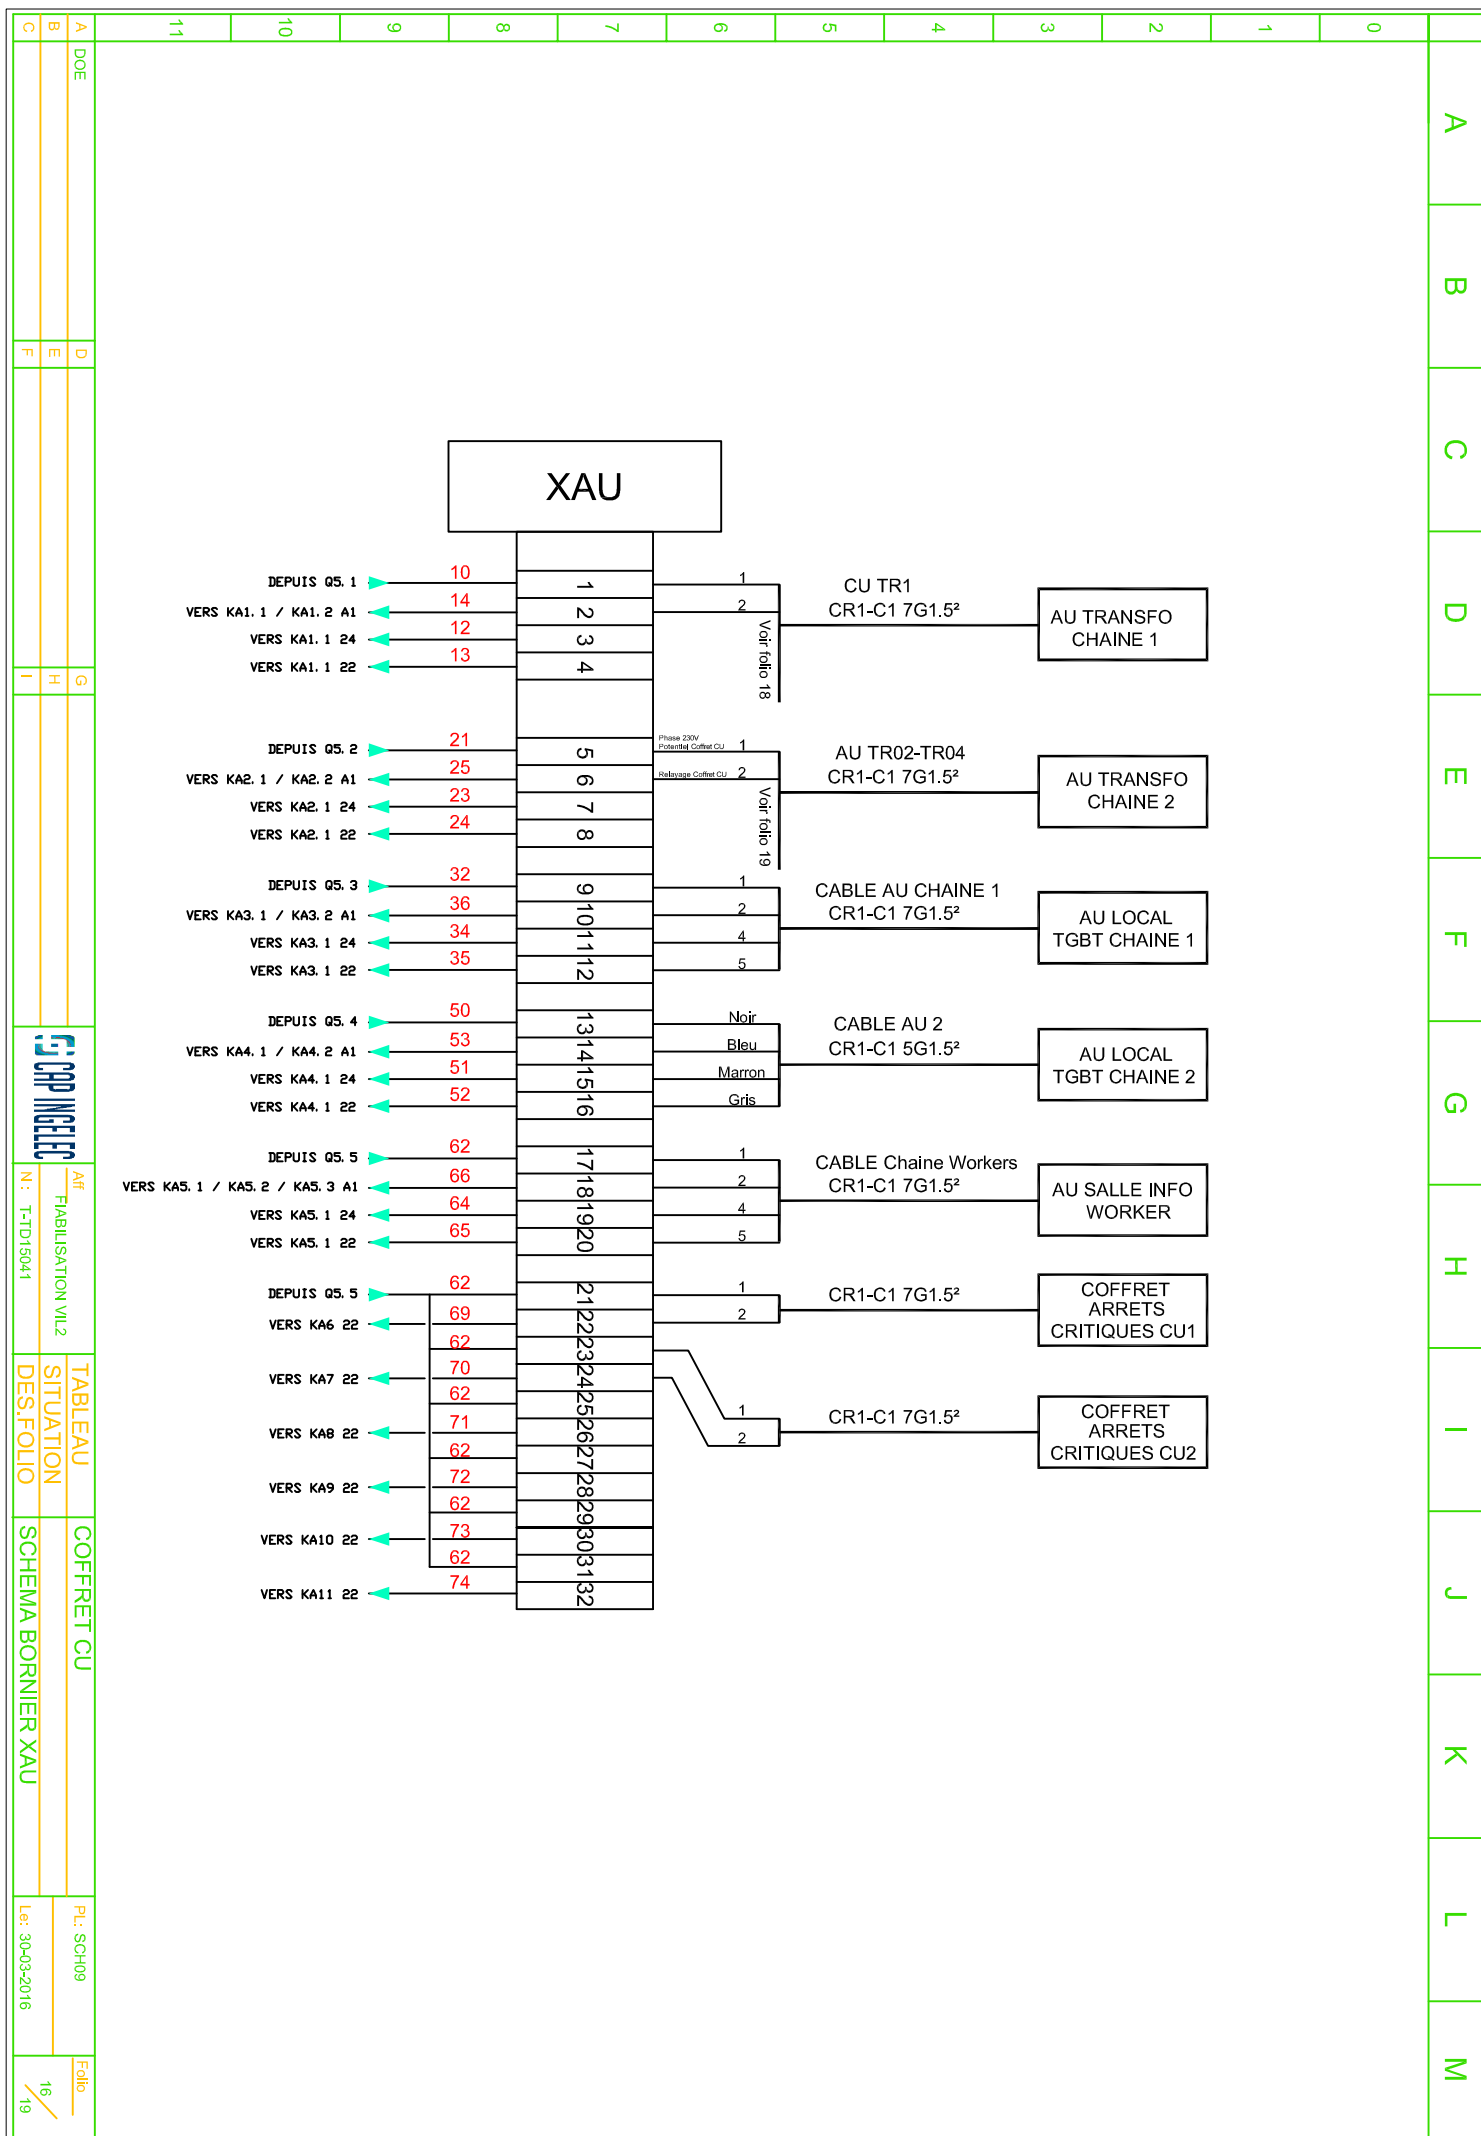 11 10 9 8 7 6 5 4 3 2 1 0
A B C D E F G H I J K L M
XAU
DEPUIS Q5.1 10 1 1
VERS KA1.1 / KA1.2 A1 14 2 2
VERS KA1.1 24 12 3
VERS KA1.1 22 13 4
Voir folio 18
CU TR1
CR1-C1 7G1.5²
AU TRANSFO
CHAINE 1
DEPUIS Q5.2 21 5 Phase 230V
Potentiel Coffret CU 1
VERS KA2.1 / KA2.2 A1 25 6 Relayage Coffret CU 2
VERS KA2.1 24 23 7
VERS KA2.1 22 24 8
Voir folio 19
AU TR02-TR04
CR1-C1 7G1.5²
AU TRANSFO
CHAINE 2
DEPUIS Q5.3 32 9 1
VERS KA3.1 / KA3.2 A1 36 10 2
VERS KA3.1 24 34 11 4
VERS KA3.1 22 35 12 5
CABLE AU CHAINE 1
CR1-C1 7G1.5²
AU LOCAL
TGBT CHAINE 1
DEPUIS Q5.4 50 13 Noir
VERS KA4.1 / KA4.2 A1 53 14 Bleu
VERS KA4.1 24 51 15 Marron
VERS KA4.1 22 52 16 Gris
CABLE AU 2
CR1-C1 5G1.5²
AU LOCAL
TGBT CHAINE 2
DEPUIS Q5.5 62 17 1
VERS KA5.1 / KA5.2 / KA5.3 A1 66 18 2
VERS KA5.1 24 64 19 4
VERS KA5.1 22 65 20 5
CABLE Chaine Workers
CR1-C1 7G1.5²
AU SALLE INFO
WORKER
DEPUIS Q5.5 62 21 1
VERS KA6 22 69 22 2
CR1-C1 7G1.5²
COFFRET
ARRETS
CRITIQUES CU1
62 23 1
VERS KA7 22 70 24 2
CR1-C1 7G1.5²
COFFRET
ARRETS
CRITIQUES CU2
62 25
VERS KA8 22 71 26
62 27
VERS KA9 22 72 28
62 29
VERS KA10 22 73 30
62 31
VERS KA11 22 74 32
A DOE
B
C
D
E
F
G
H
I
CAP INGELEC
Aff
FIABILISATION VIL2
N: T-TD15041
TABLEAU COFFRET CU
SITUATION
DES.FOLIO SCHEMA BORNIER XAU
PL: SCH09
Le: 30-03-2016
Folio
16
19